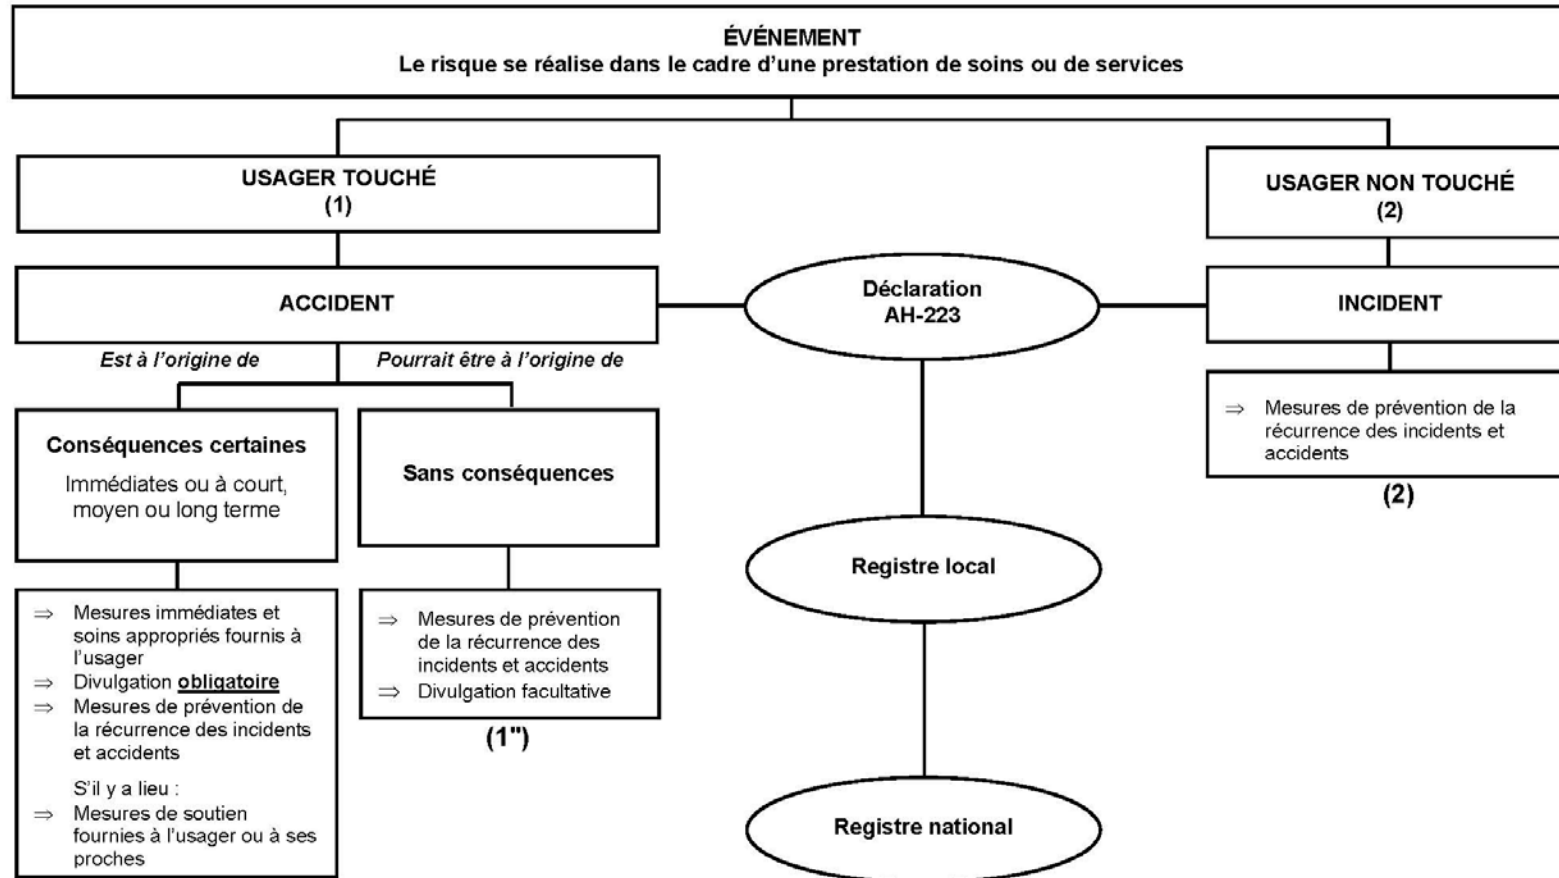 ÉVÉNEMENT
Le risque se réalise dans le cadre d'une prestation de soins ou de services
USAGER TOUCHÉ
(1)
USAGER NON TOUCHÉ
(2)
ACCIDENT
Déclaration
AH-223
INCIDENT
Est à l'origine de
Pourrait être à l'origine de
Conséquences certaines
Immédiates ou à court,
moyen ou long terme
Sans conséquences
⇒ Mesures de prévention de la
récurrence des incidents et
accidents
(2)
Registre local
⇒ Mesures immédiates et
soins appropriés fournis à
l'usager
⇒ Divulgation obligatoire
⇒ Mesures de prévention de
la récurrence des incidents
et accidents
S'il y a lieu :
⇒ Mesures de soutien
fournies à l'usager ou à ses
proches
⇒ Mesures de prévention
de la récurrence des
incidents et accidents
⇒ Divulgation facultative
(1")
Registre national